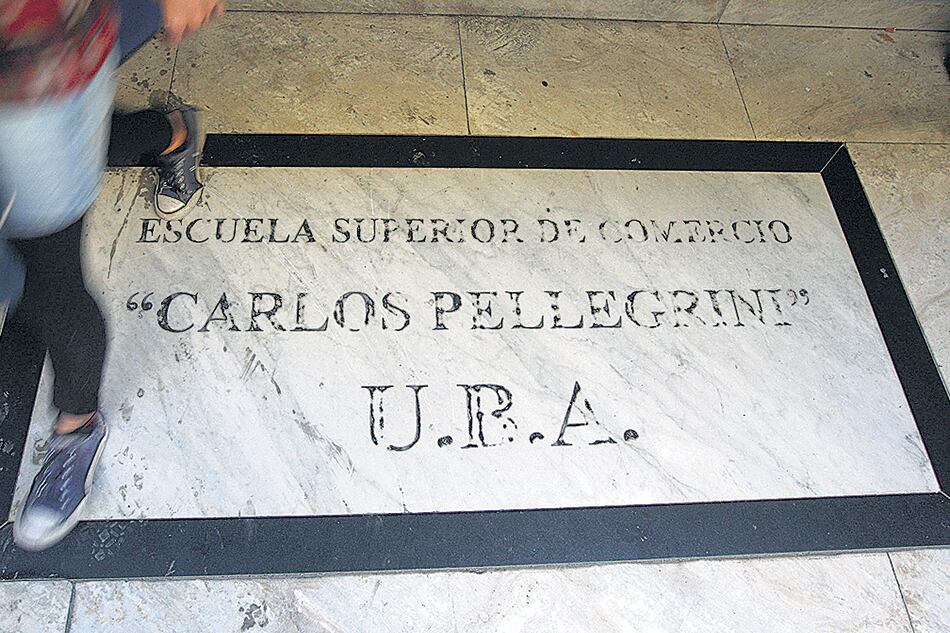 ESCUELA SUPERIOR DE COMERCIO
“CARLOS PELLEGRINI”
U.B.A.